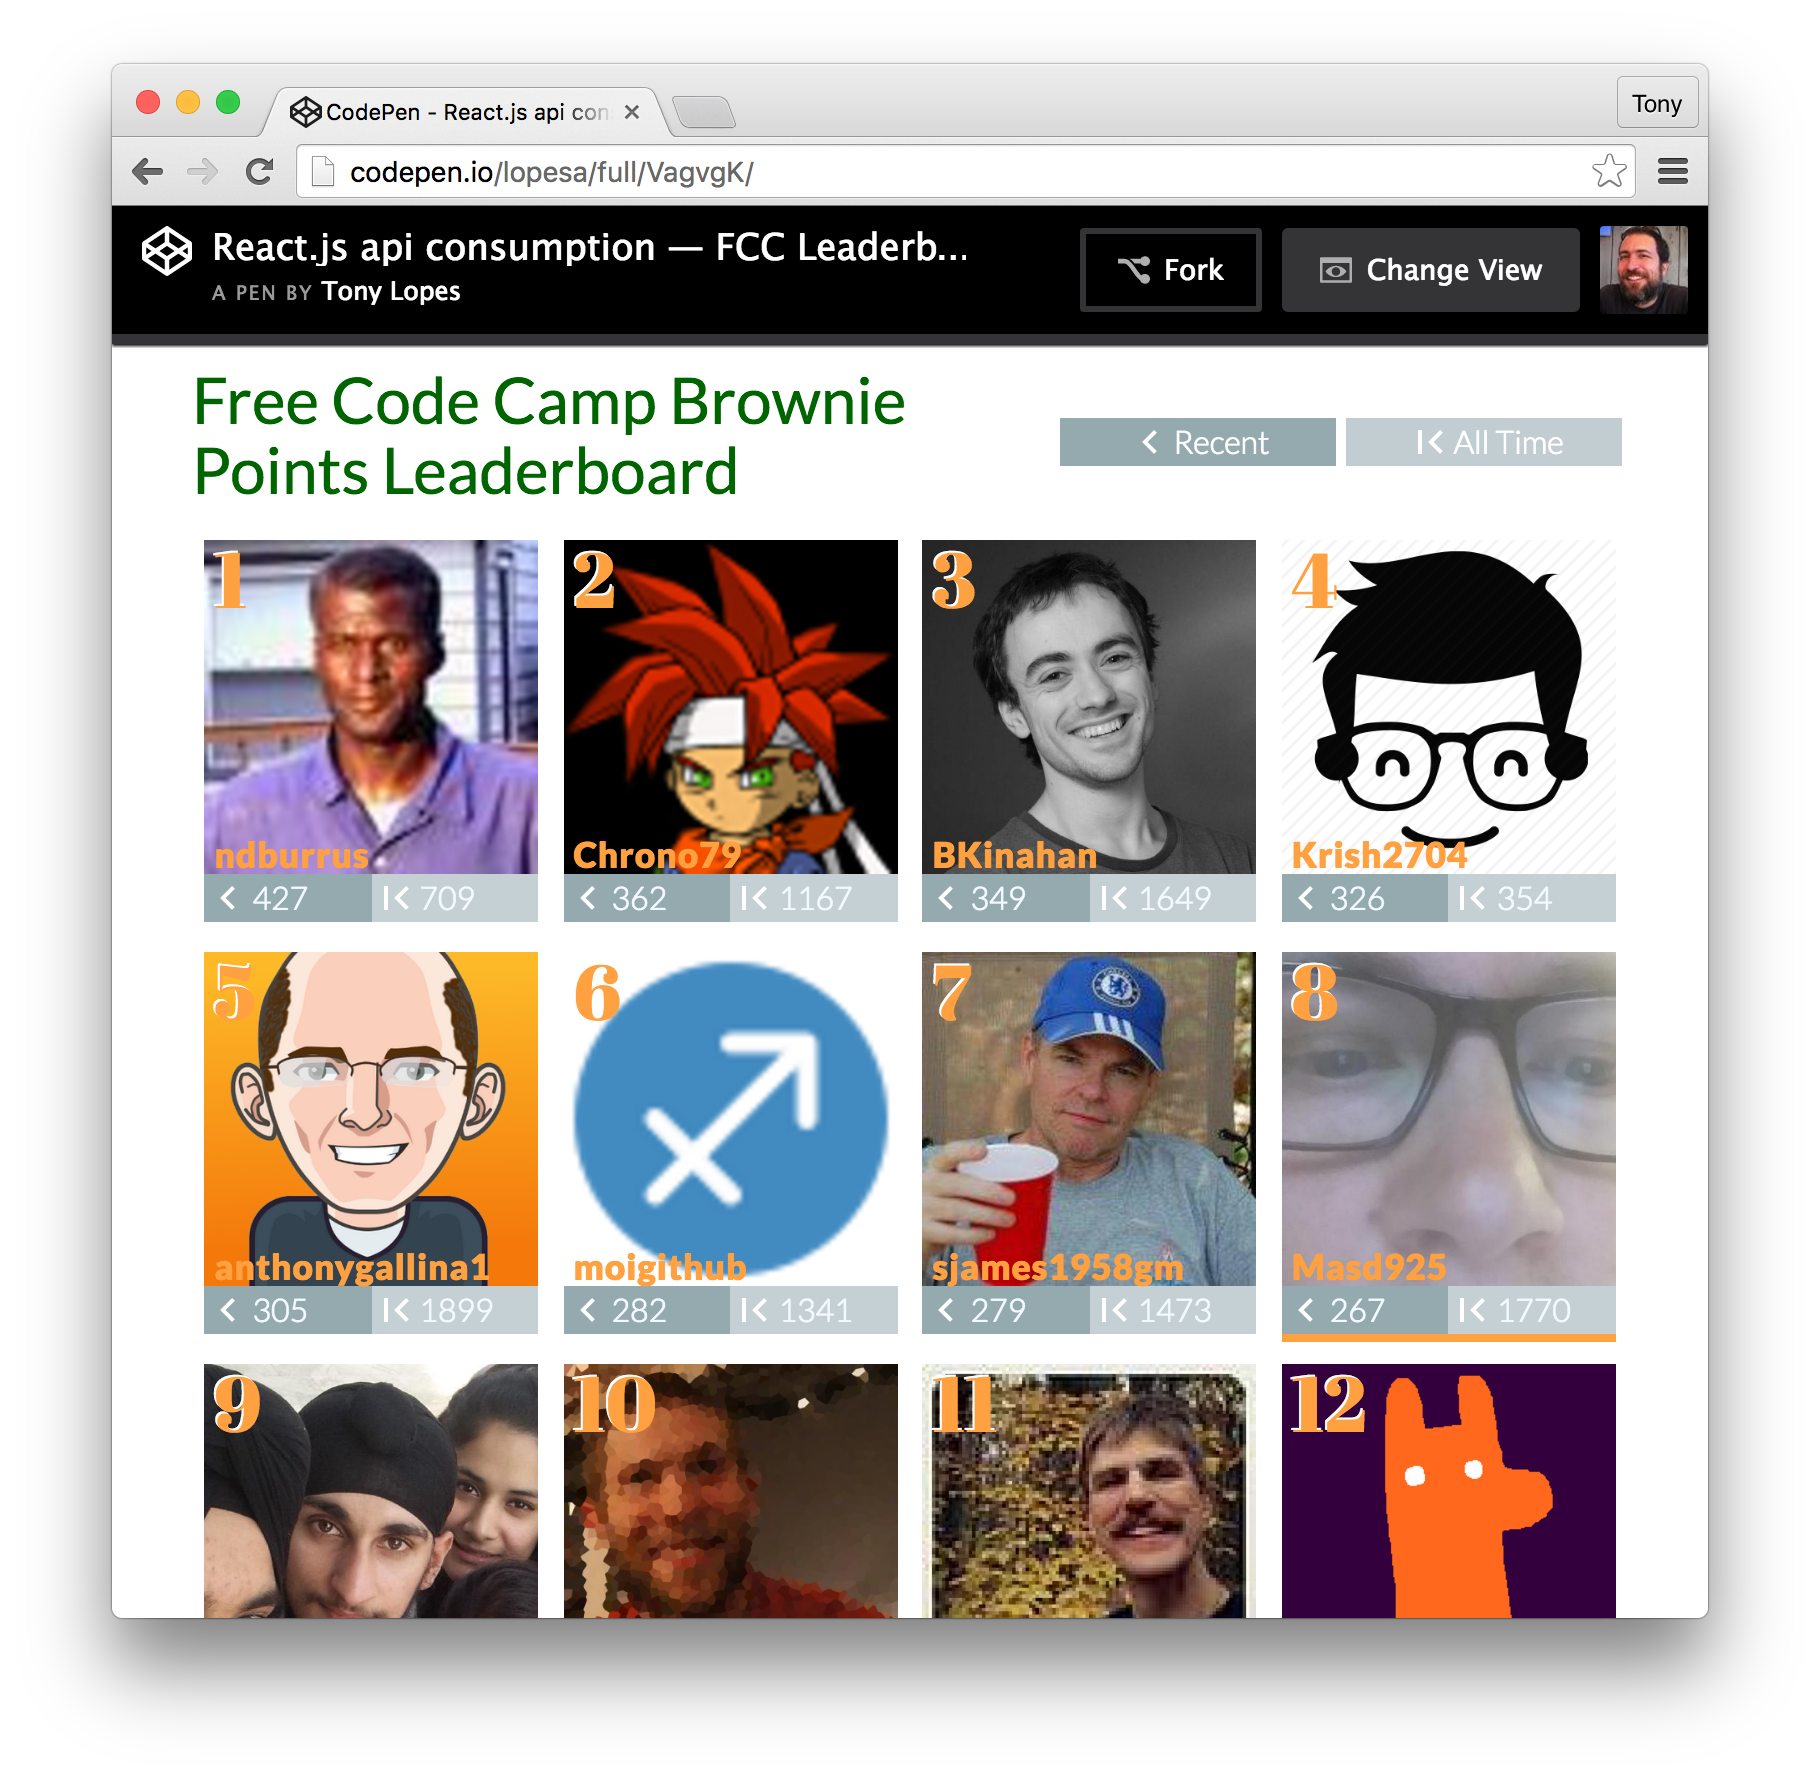 CodePen - React.js api con
Tony
codepen.io/lopesa/full/VagvgK/
React.js api consumption — FCC Leaderb...
A PEN BY Tony Lopes
Fork
Change View
Free Code Camp Brownie
Points Leaderboard
Recent
All Time
1
2
3
4
ndburrus
Chrono79
BKinahan
Krish2704
427
709
362
1167
349
1649
326
354
5
6
7
8
anthonygallina1
moigithub
sjames1958gm
Masd925
305
1899
282
1341
279
1473
267
1770
9
10
11
12